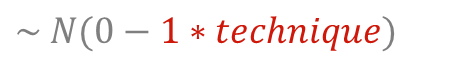 ~ N(0 − 1 * technique)